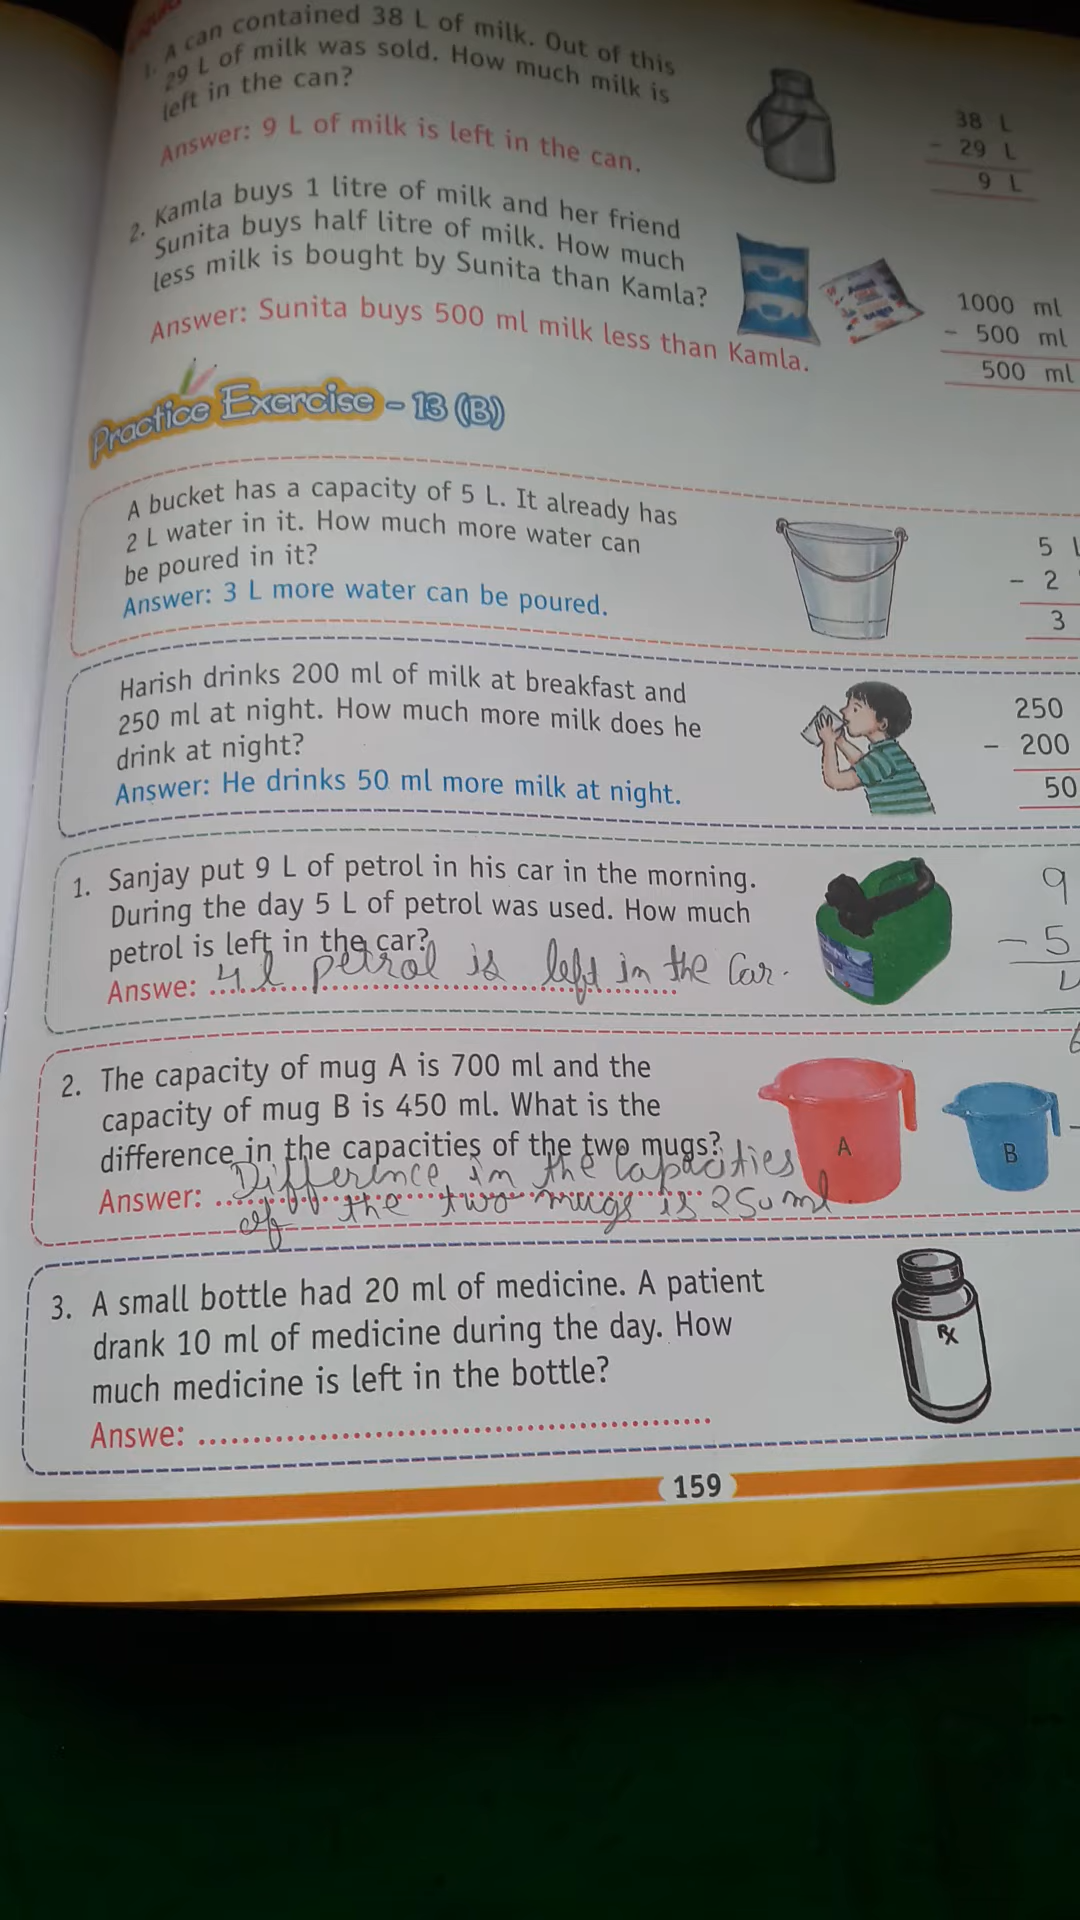 1. A can contained 38 L of milk. Out of this
29 L of milk was sold. How much milk is
left in the can?
Answer: 9 L of milk is left in the can.
38 L
- 29 L
9 L
2. Kamla buys 1 litre of milk and her friend
Sunita buys half litre of milk. How much
less milk is bought by Sunita than Kamla?
Answer: Sunita buys 500 ml milk less than Kamla.
1000 ml
- 500 ml
500 ml
Practice Exercise - 13 (B)
A bucket has a capacity of 5 L. It already has
2 L water in it. How much more water can
be poured in it?
Answer: 3 L more water can be poured.
5 L
- 2
3
Harish drinks 200 ml of milk at breakfast and
250 ml at night. How much more milk does he
drink at night?
Answer: He drinks 50 ml more milk at night.
250
- 200
50
1. Sanjay put 9 L of petrol in his car in the morning.
During the day 5 L of petrol was used. How much
petrol is left in the car?
Answe: 4 l petrol is left in the Car.
9
- 5
2. The capacity of mug A is 700 ml and the
capacity of mug B is 450 ml. What is the
difference in the capacities of the two mugs?
Answer: Difference in the capacities
of the two mugs is 250 ml
A
B
3. A small bottle had 20 ml of medicine. A patient
drank 10 ml of medicine during the day. How
much medicine is left in the bottle?
Answe:
Rx
159